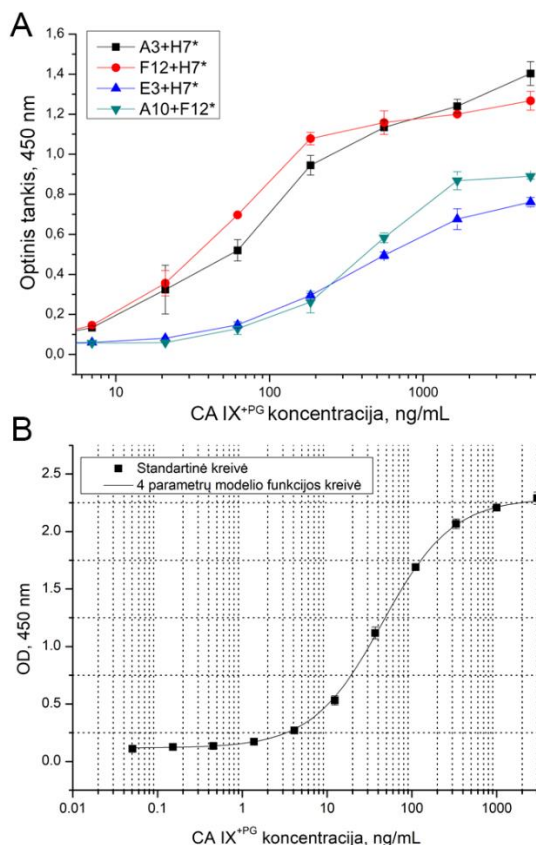 A
A3+H7*
F12+H7*
E3+H7*
A10+F12*
Optinis tankis, 450 nm
1,6
1,4
1,2
1,0
0,8
0,6
0,4
0,2
0,0
10
100
1000
CA IX+PG koncentracija, ng/mL
B
Standartinė kreivė
4 parametrų modelio funkcijos kreivė
OD, 450 nm
2.5
2.0
1.5
1.0
0.5
0.0
0.01
0.1
1
10
100
1000
CA IX+PG koncentracija, ng/mL